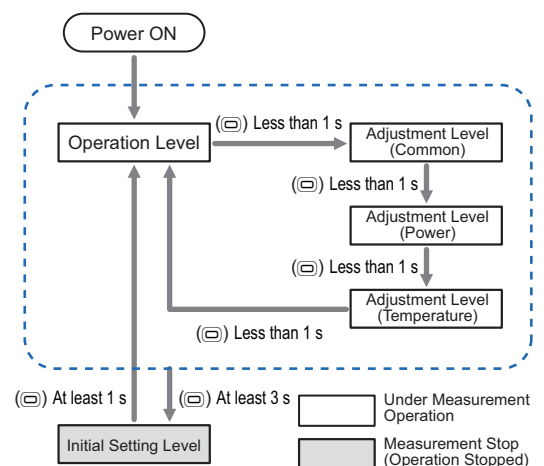 Power ON
Operation Level
() Less than 1 s
Adjustment Level
(Common)
() Less than 1 s
Adjustment Level
(Power)
() Less than 1 s
Adjustment Level
(Temperature)
() Less than 1 s
() At least 1 s
() At least 3 s
Initial Setting Level
Under Measurement
Operation
Measurement Stop
(Operation Stopped)